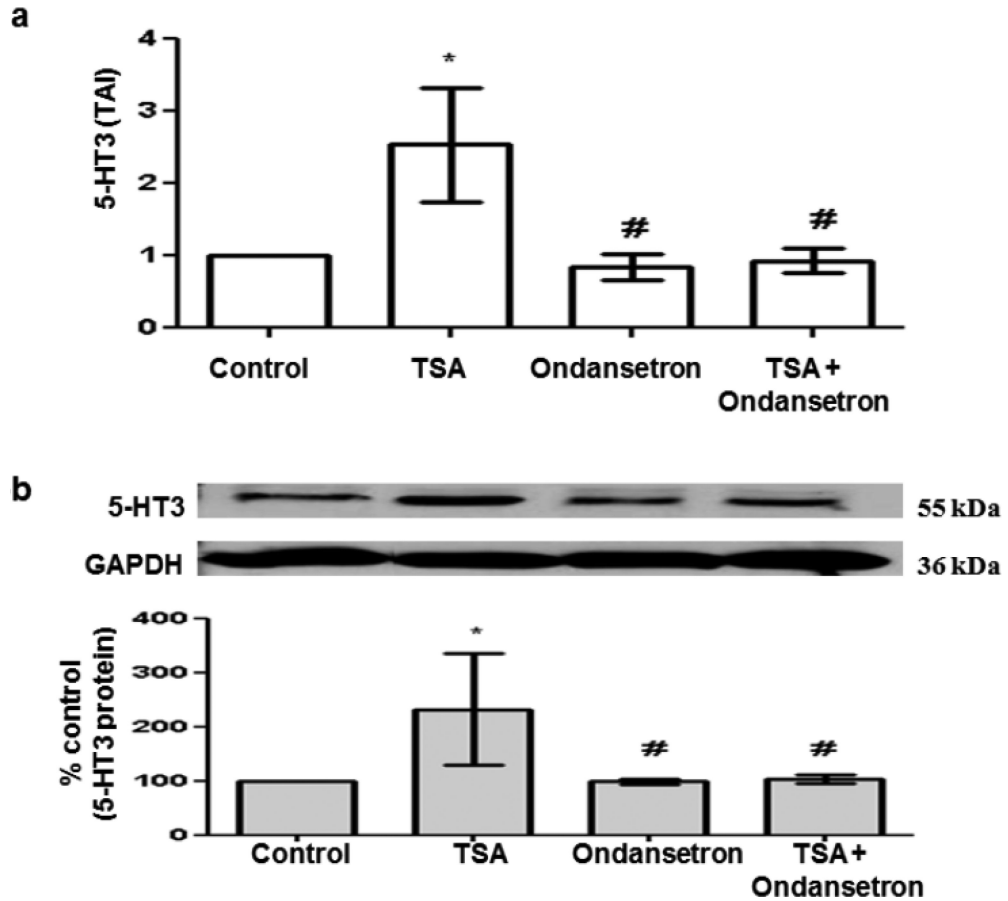 a
5-HT3 (TAI)
4
3
2
1
0
*
#
#
Control
TSA
Ondansetron
TSA +
Ondansetron
b
5-HT3
55 kDa
GAPDH
36 kDa
% control
(5-HT3 protein)
400
300
200
100
0
*
#
#
Control
TSA
Ondansetron
TSA +
Ondansetron